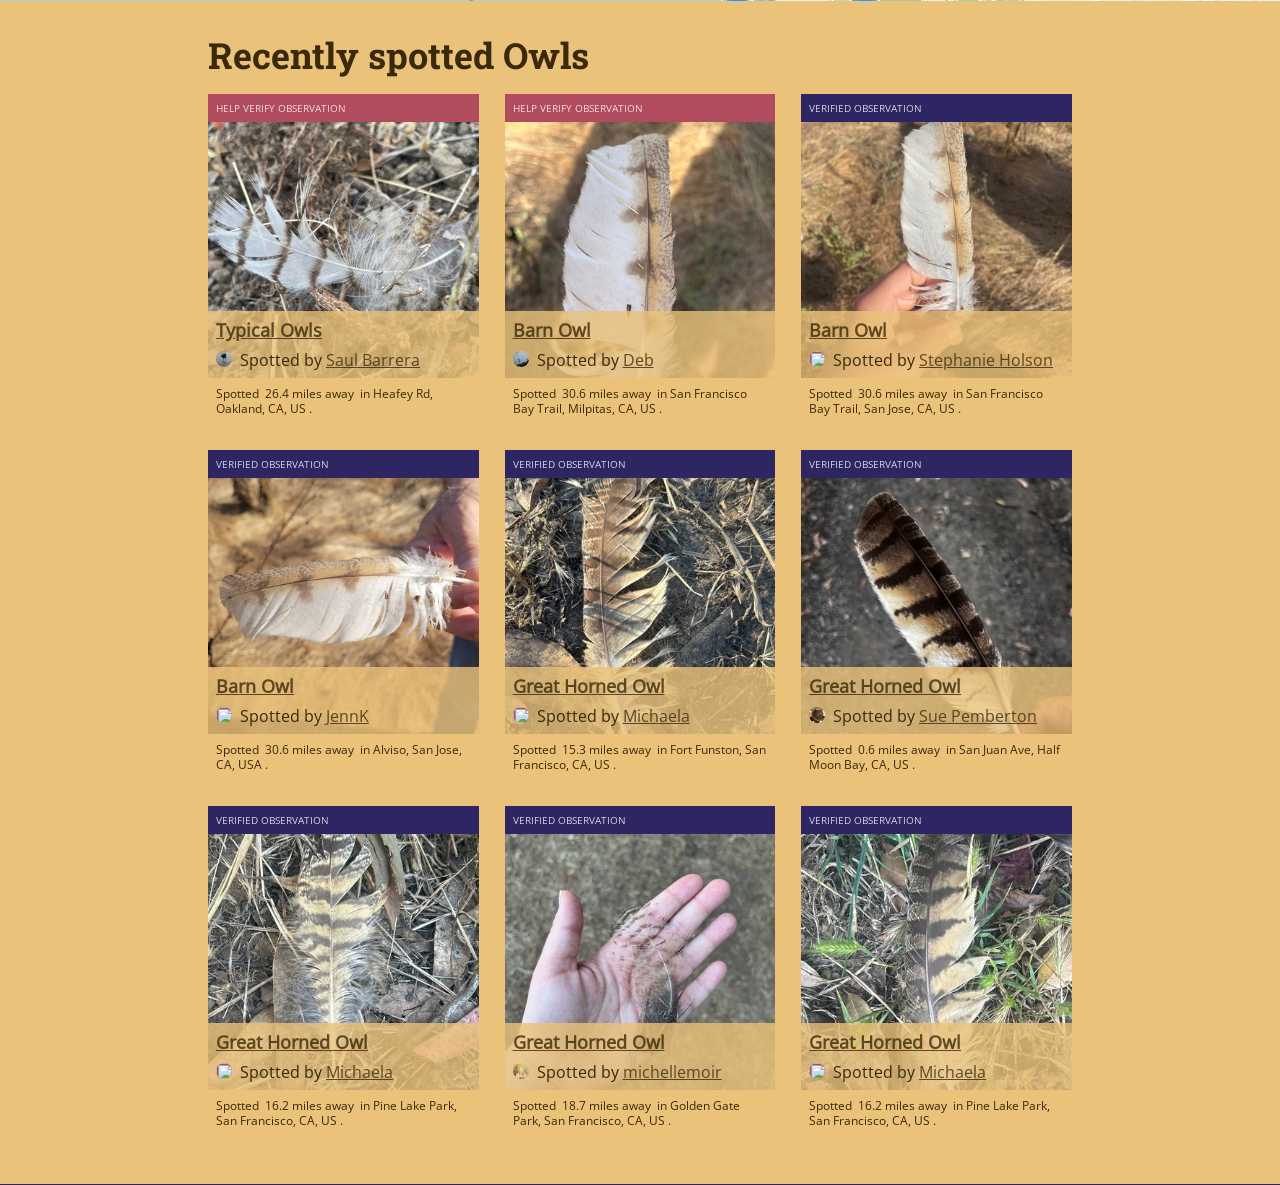 Recently spotted Owls
HELP VERIFY OBSERVATION
Typical Owls
Spotted by Saul Barrera
Spotted 26.4 miles away in Heafey Rd,
Oakland, CA, US .
HELP VERIFY OBSERVATION
Barn Owl
Spotted by Deb
Spotted 30.6 miles away in San Francisco
Bay Trail, Milpitas, CA, US .
VERIFIED OBSERVATION
Barn Owl
Spotted by Stephanie Holson
Spotted 30.6 miles away in San Francisco
Bay Trail, San Jose, CA, US .
VERIFIED OBSERVATION
Barn Owl
Spotted by JennK
Spotted 30.6 miles away in Alviso, San Jose,
CA, USA .
VERIFIED OBSERVATION
Great Horned Owl
Spotted by Michaela
Spotted 15.3 miles away in Fort Funston, San
Francisco, CA, US .
VERIFIED OBSERVATION
Great Horned Owl
Spotted by Sue Pemberton
Spotted 0.6 miles away in San Juan Ave, Half
Moon Bay, CA, US .
VERIFIED OBSERVATION
Great Horned Owl
Spotted by Michaela
Spotted 16.2 miles away in Pine Lake Park,
San Francisco, CA, US .
VERIFIED OBSERVATION
Great Horned Owl
Spotted by michellemoir
Spotted 18.7 miles away in Golden Gate
Park, San Francisco, CA, US .
VERIFIED OBSERVATION
Great Horned Owl
Spotted by Michaela
Spotted 16.2 miles away in Pine Lake Park,
San Francisco, CA, US .